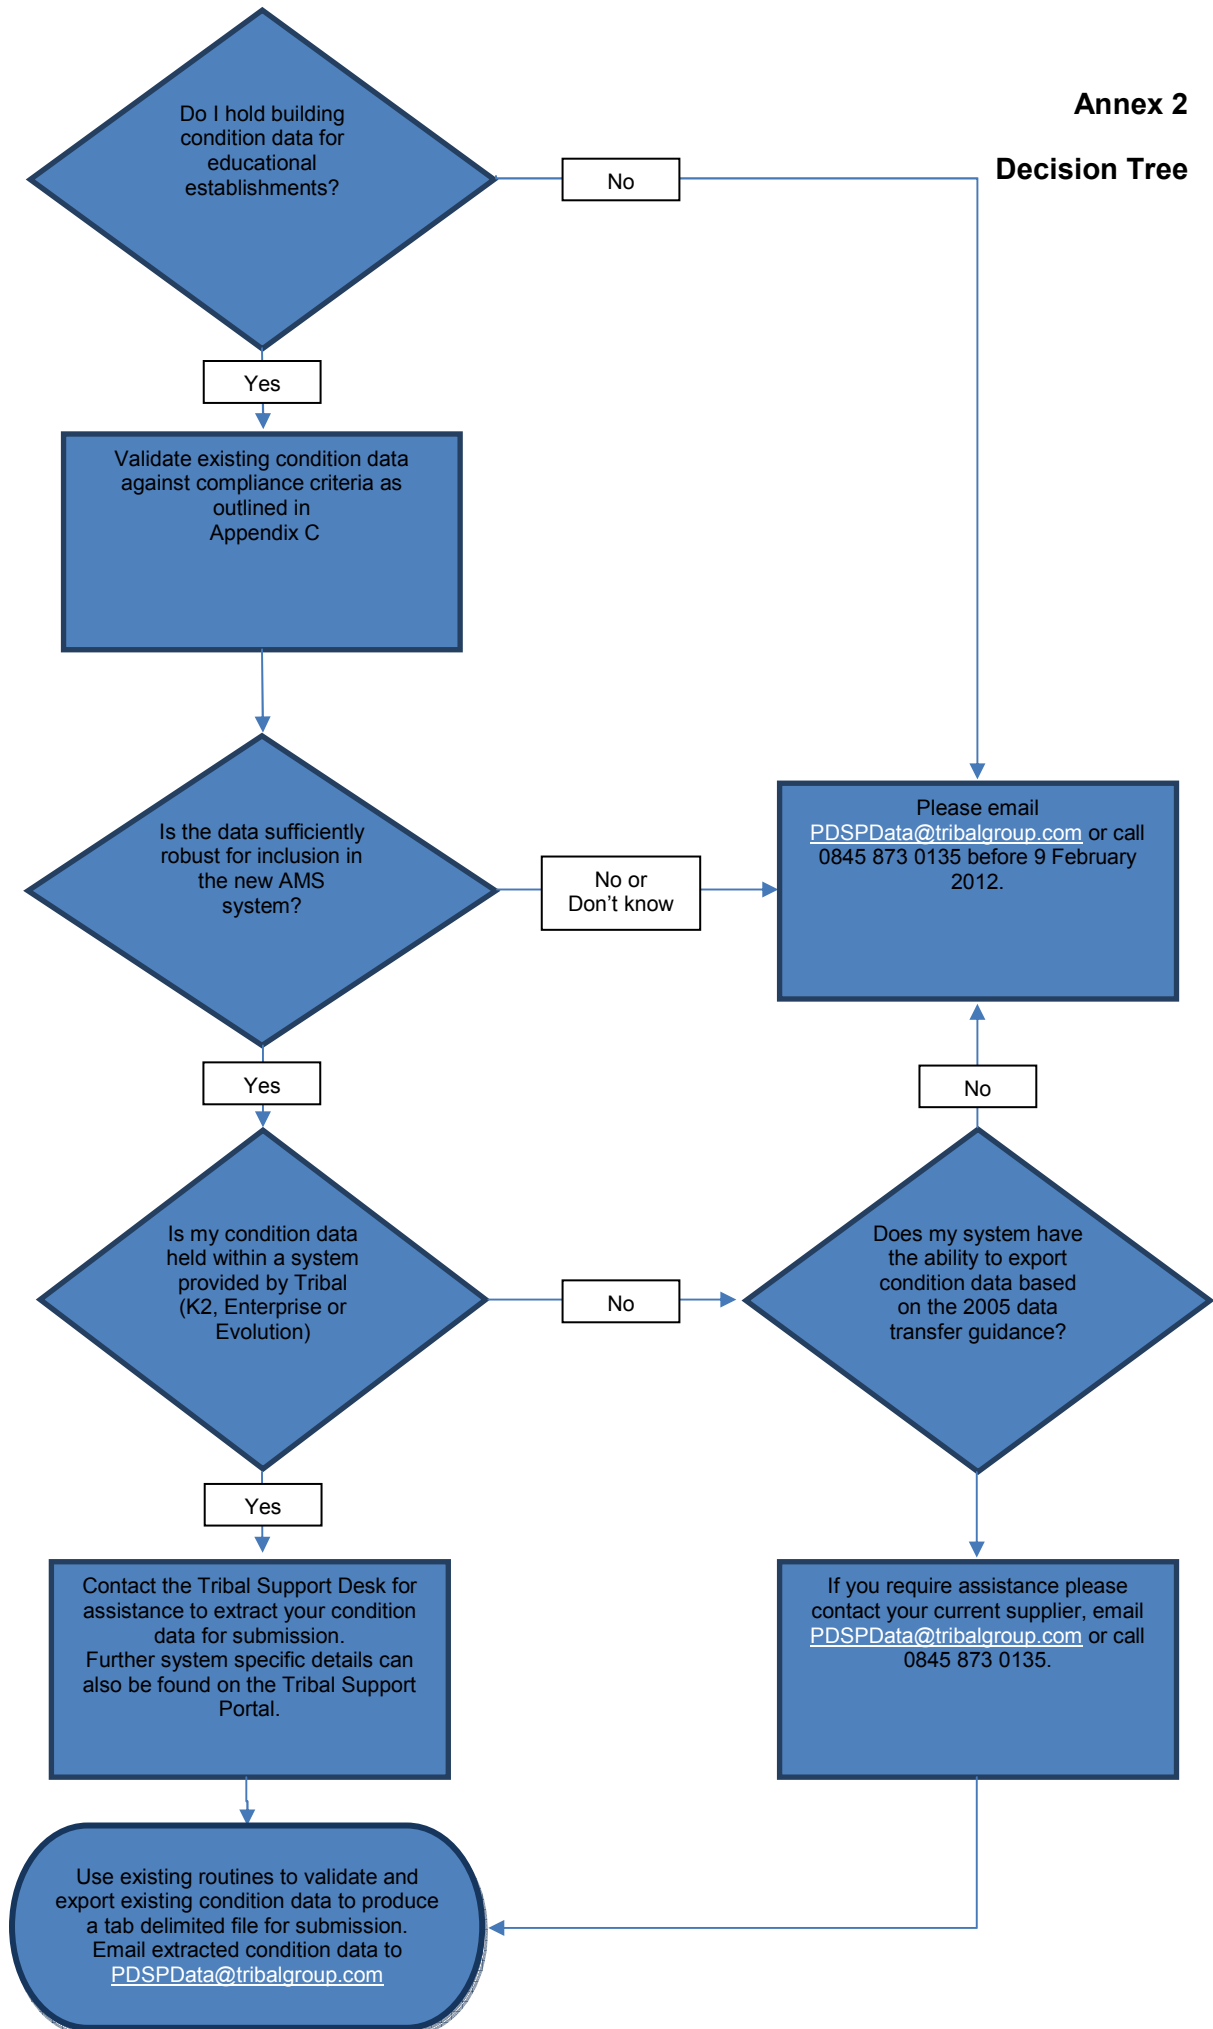 Annex 2
Decision Tree
Do I hold building
condition data for
educational
establishments?
No
Yes
Validate existing condition data
against compliance criteria as
outlined in
Appendix C
Is the data sufficiently
robust for inclusion in
the new AMS
system?
No or
Don’t know
Please email
PDSPData@tribalgroup.com or call
0845 873 0135 before 9 February
2012.
Yes
No
Is my condition data
held within a system
provided by Tribal
(K2, Enterprise or
Evolution)
No
Does my system have
the ability to export
condition data based
on the 2005 data
transfer guidance?
Yes
Contact the Tribal Support Desk for
assistance to extract your condition
data for submission.
Further system specific details can
also be found on the Tribal Support
Portal.
If you require assistance please
contact your current supplier, email
PDSPData@tribalgroup.com or call
0845 873 0135.
Use existing routines to validate and
export existing condition data to produce
a tab delimited file for submission.
Email extracted condition data to
PDSPData@tribalgroup.com